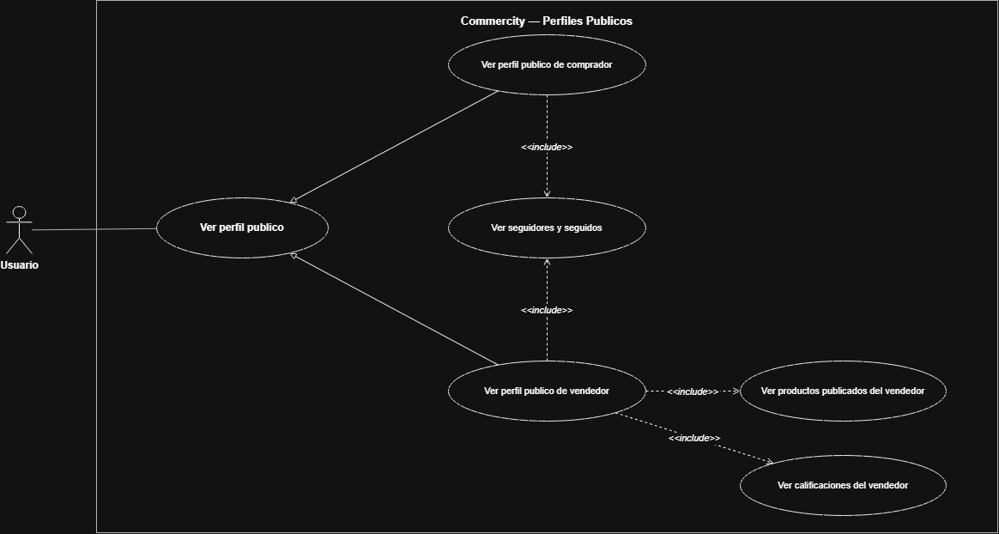 Commercity — Perfiles Publicos
Ver perfil publico de comprador
<<include>>
Usuario
Ver perfil publico
Ver seguidores y seguidos
<<include>>
Ver perfil publico de vendedor
<<include>>
Ver productos publicados del vendedor
<<include>>
Ver calificaciones del vendedor